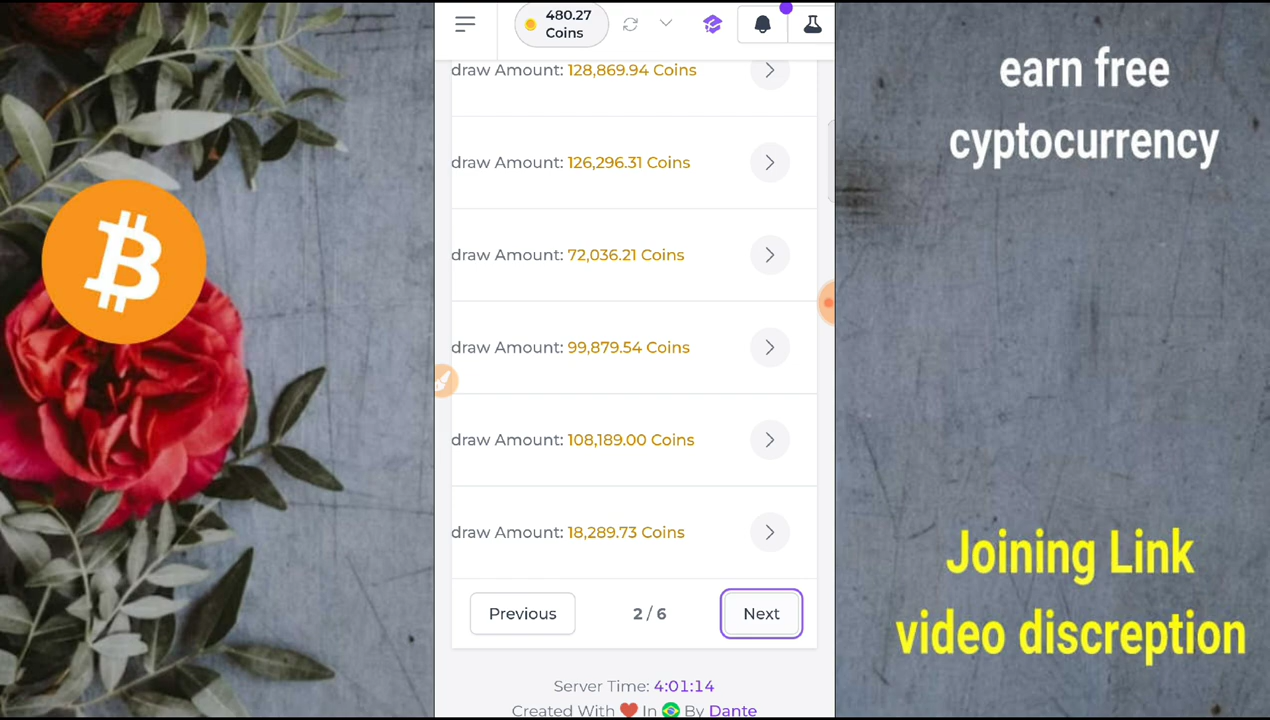 480.27
Coins
draw Amount: 128,869.94 Coins
draw Amount: 126,296.31 Coins
draw Amount: 72,036.21 Coins
draw Amount: 99,879.54 Coins
draw Amount: 108,189.00 Coins
draw Amount: 18,289.73 Coins
Previous
2 / 6
Next
Server Time: 4:01:14
Created With ❤️ In 🇧🇷 By Dante
earn free
cyptocurrency
Joining Link
video discreption